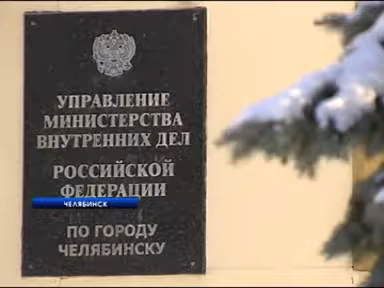 УПРАВЛЕНИЕ
МИНИСТЕРСТВА
ВНУТРЕННИХ ДЕЛ
РОССИЙСКОЙ
ФЕДЕРАЦИИ
ЧЕЛЯБИНСК
ПО ГОРОДУ
ЧЕЛЯБИНСКУ